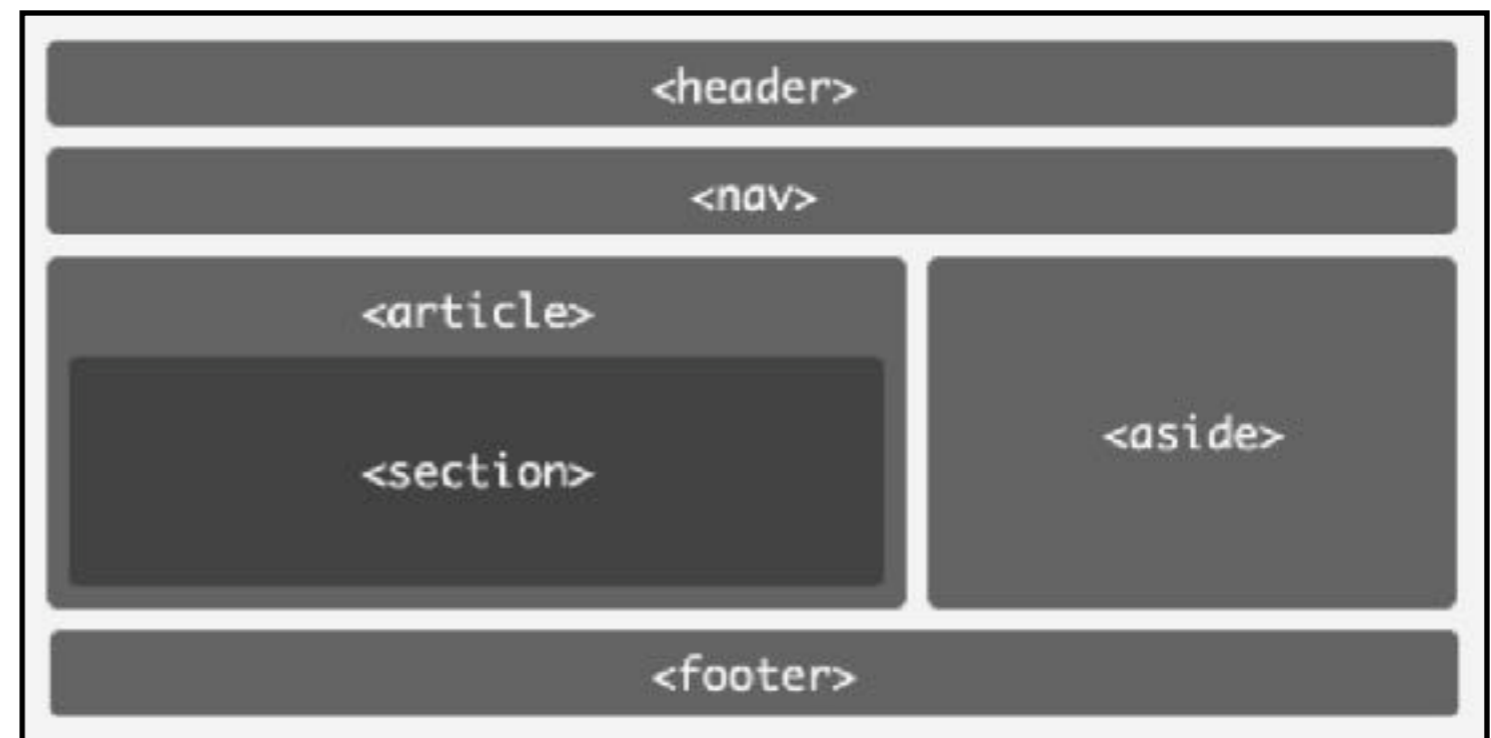 <header>
<nav>
<article>
<section>
<aside>
<footer>